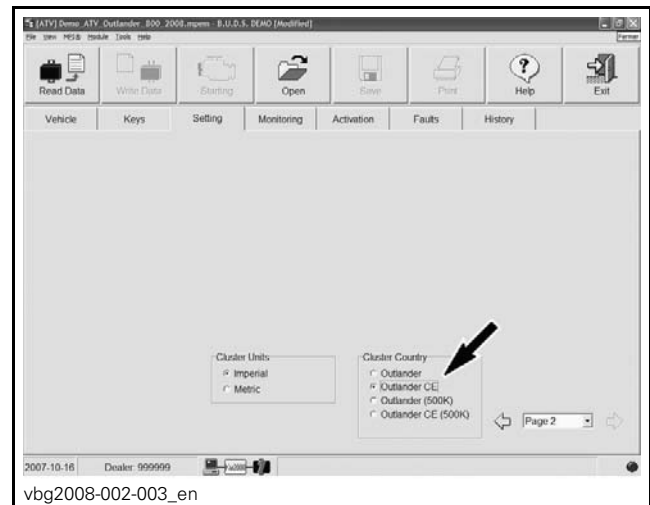 [ATV] Demo_ATV_Outlander_800_2008.mpem - B.U.D.S. DEMO [Modified]
File View MPEM Module Tools Help
Read Data
Write Data
Starting
Open
Save
Print
Help
Exit
Vehicle Keys Setting Monitoring Activation Faults History
Cluster Units
Imperial
Metric
Cluster Country
Outlander
Outlander CE
Outlander (500K)
Outlander CE (500K)
Page 2
2007-10-16 Dealer: 999999
vbg2008-002-003_en